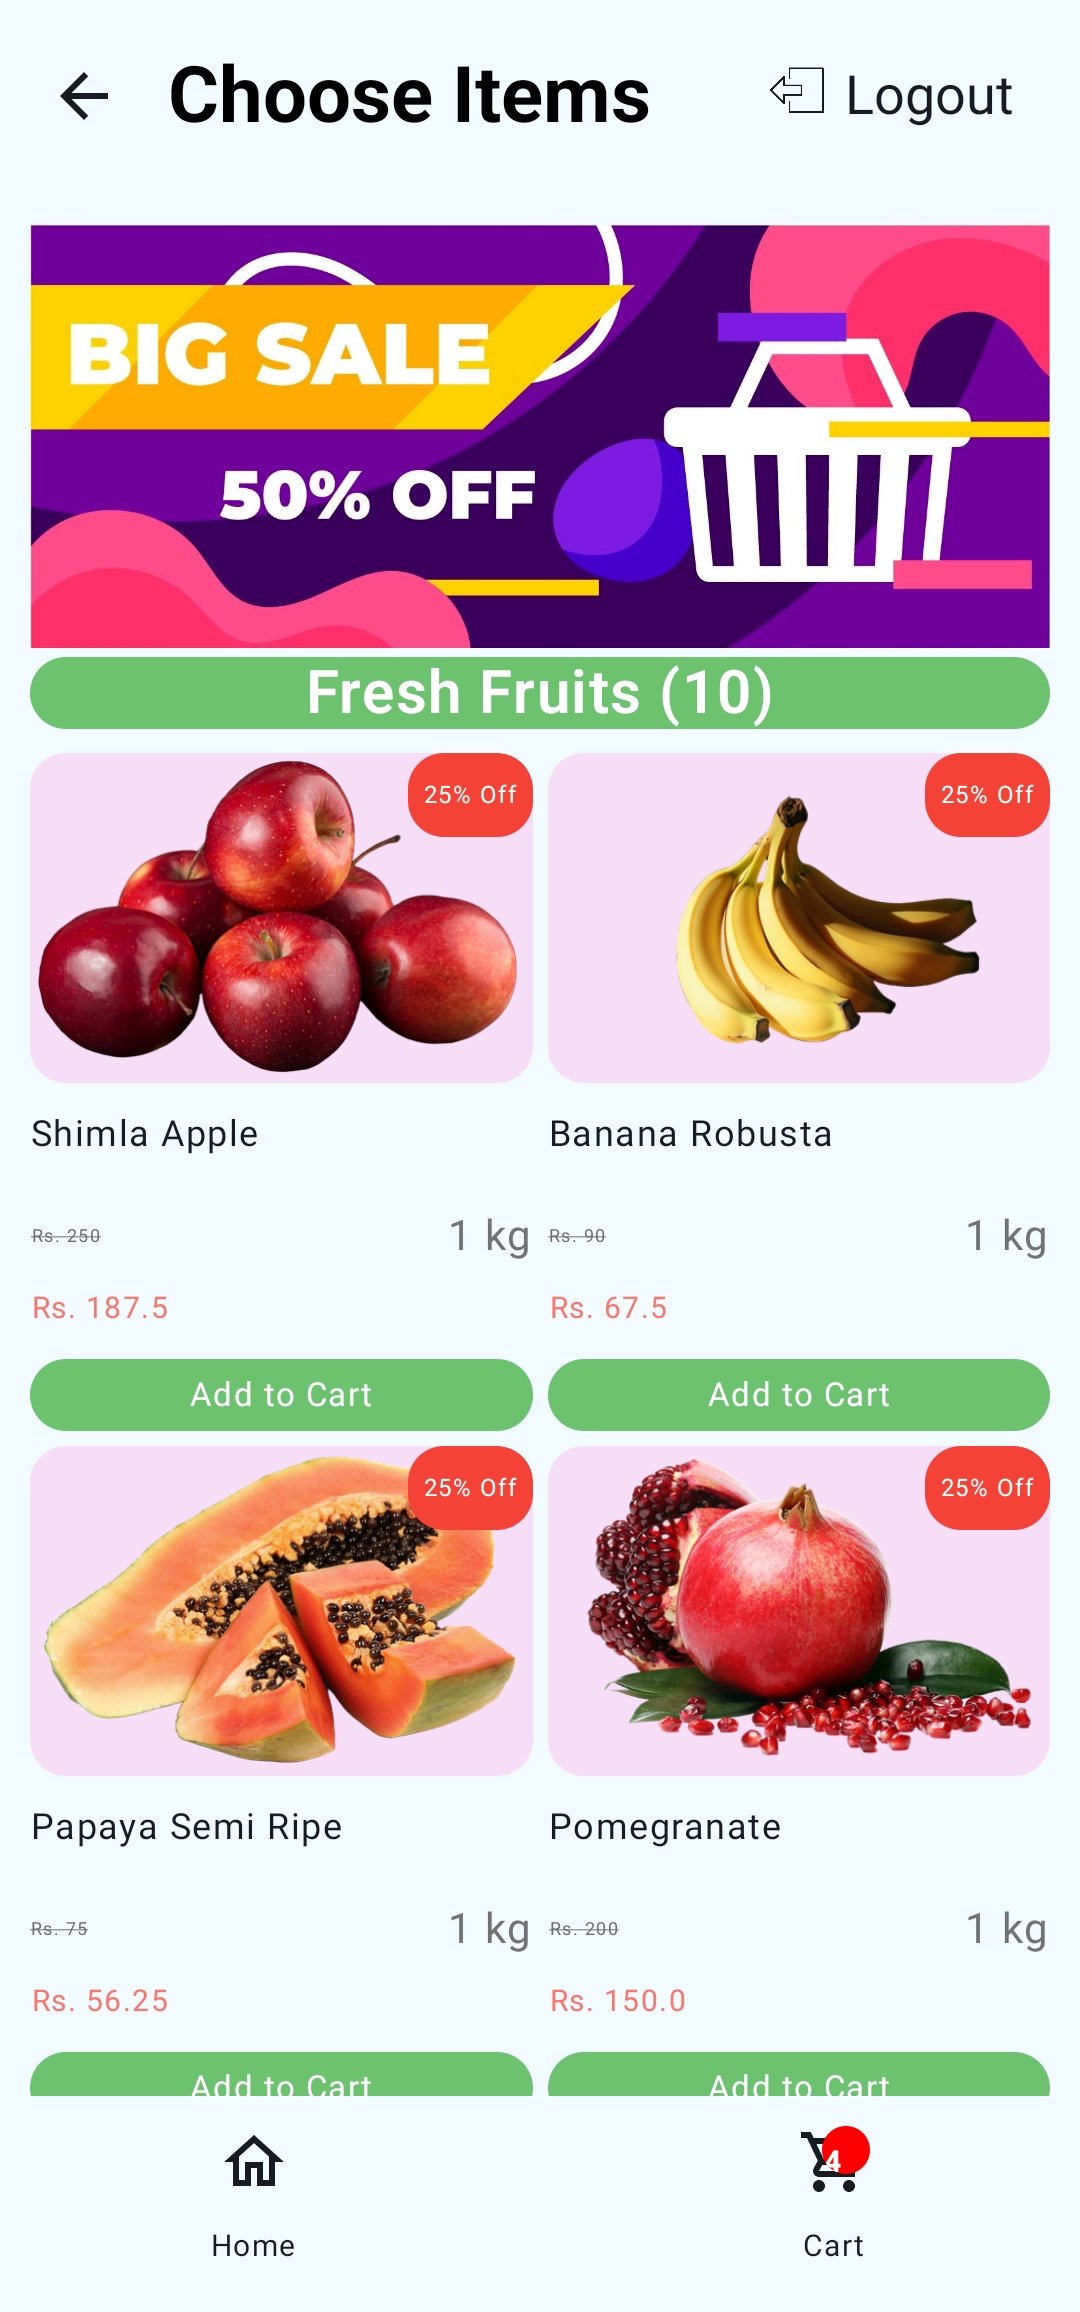 Choose Items
Logout
BIG SALE
50% OFF
Fresh Fruits (10)
25% Off
25% Off
Shimla Apple
Banana Robusta
Rs. 250
1 kg
Rs. 90
1 kg
Rs. 187.5
Rs. 67.5
Add to Cart
Add to Cart
25% Off
25% Off
Papaya Semi Ripe
Pomegranate
Rs. 75
1 kg
Rs. 200
1 kg
Rs. 56.25
Rs. 150.0
Add to Cart
Add to Cart
4
Home
Cart